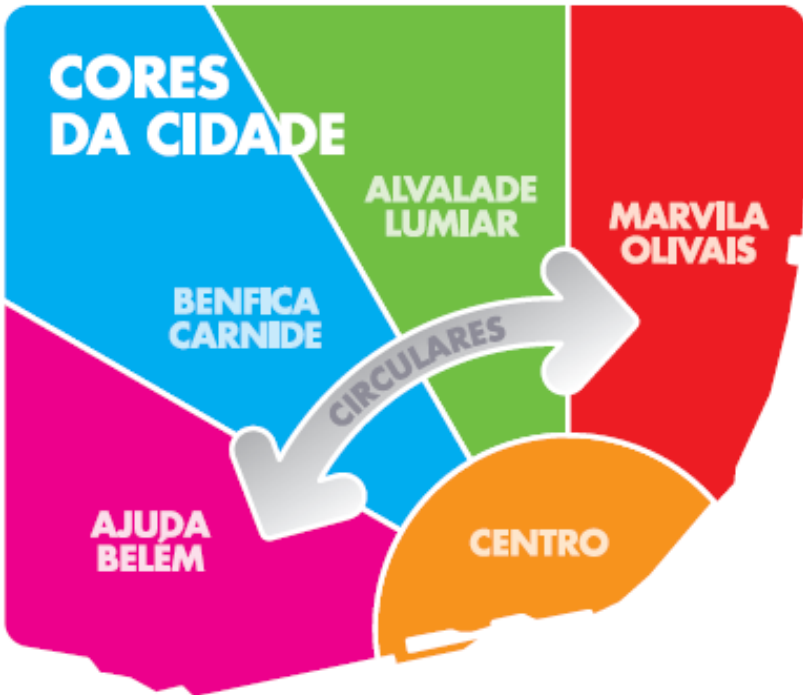 CORES
DA CIDADE
ALVALADE
LUMIAR
MARVILA
OLIVAIS
BENFICA
CARNIDE
CIRCULARES
AJUDA
BELÉM
CENTRO